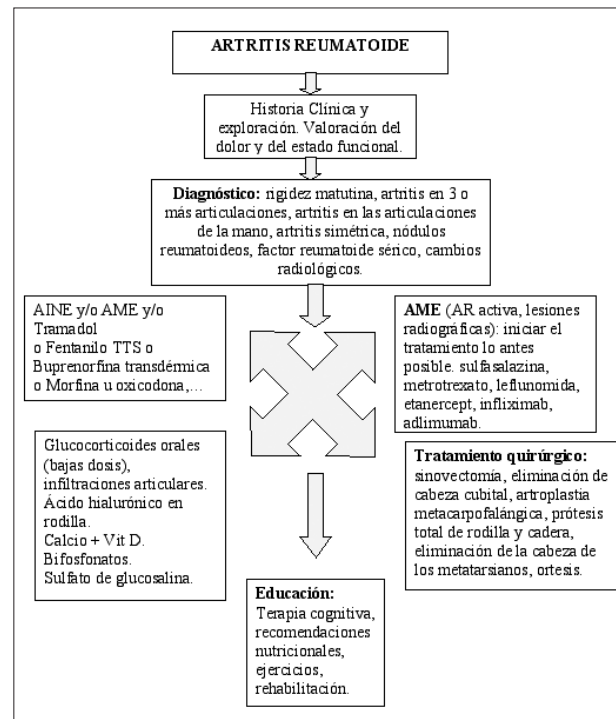 ARTRITIS REUMATOIDE
Historia Clínica y
exploración. Valoración del
dolor y del estado funcional.
Diagnóstico: rigidez matutina, artritis en 3 o
más articulaciones, artritis en las articulaciones
de la mano, artritis simétrica, nódulos
reumatoideos, factor reumatoide sérico, cambios
radiológicos.
AINE y/o AME y/o
Tramadol
o Fentanilo TTS o
Buprenorfina transdérmica
o Morfina u oxicodona,...
AME (AR activa, lesiones
radiográficas): iniciar el
tratamiento lo antes
posible. sulfasalazina,
metrotrexato, leflunomida,
etanercept, infliximab,
adlimumab.
Glucocorticoides orales
(bajas dosis),
infiltraciones articulares.
Ácido hialurónico en
rodilla.
Calcio + Vit D.
Bifosfonatos.
Sulfato de glucosalina.
Tratamiento quirúrgico:
sinovectomía, eliminación de
cabeza cubital, artroplastia
metacarpofalángica, prótesis
total de rodilla y cadera,
eliminación de la cabeza de
los metatarsianos, ortesis.
Educación:
Terapia cognitiva,
recomendaciones
nutricionales,
ejercicios,
rehabilitación.